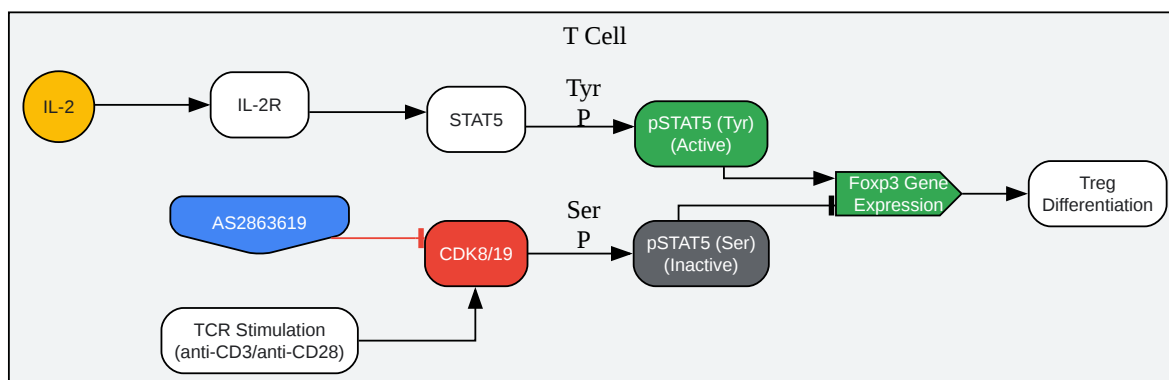 T Cell
IL-2
IL-2R
STAT5
Tyr
P
pSTAT5 (Tyr)
(Active)
Foxp3 Gene
Expression
Treg
Differentiation
AS2863619
CDK8/19
Ser
P
pSTAT5 (Ser)
(Inactive)
TCR Stimulation
(anti-CD3/anti-CD28)